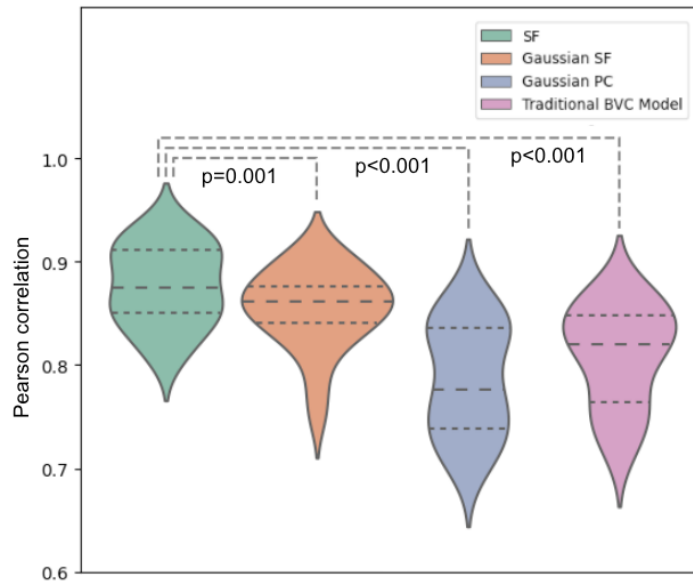 SF
Gaussian SF
Gaussian PC
Traditional BVC Model
1.0
p=0.001
p<0.001
p<0.001
0.9
Pearson correlation
0.8
0.7
0.6